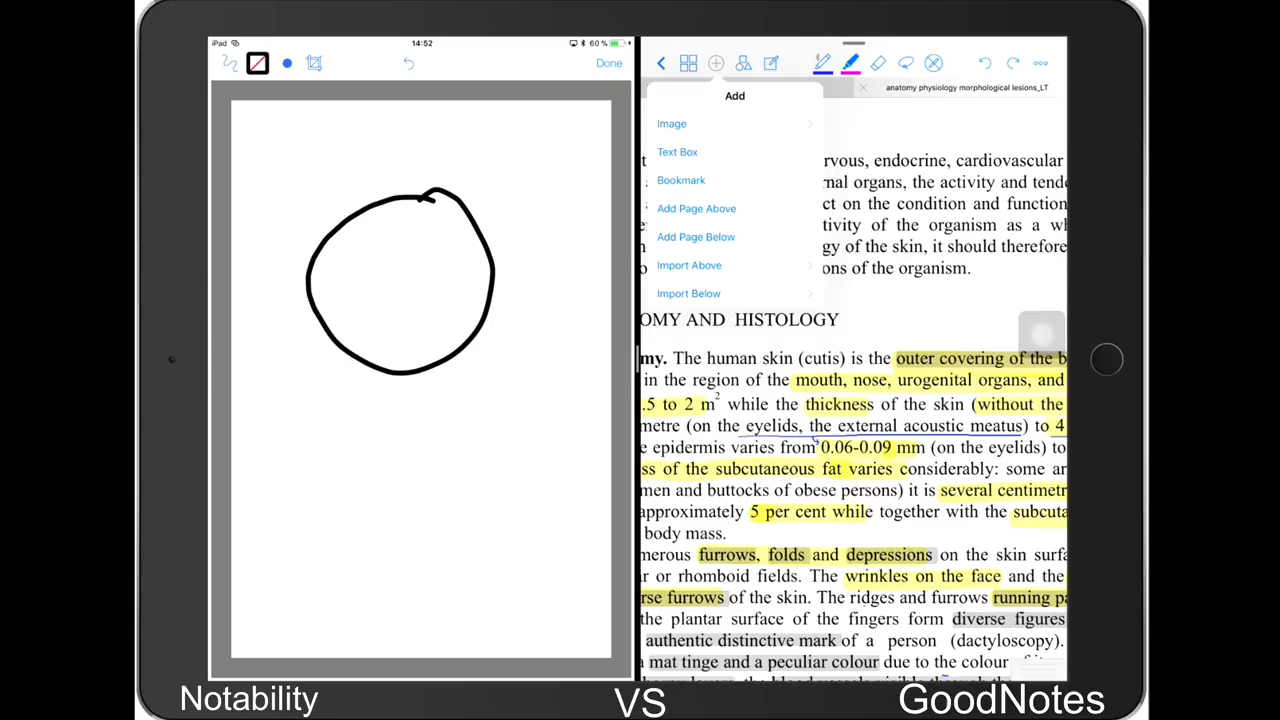 iPad 14:52 60 %
Done
anatomy physiology morphological lesions_LT
Add
Image
Text Box
Bookmark
Add Page Above
Add Page Below
Import Above
Import Below
rvous, endocrine, cardiovascular
rnal organs, the activity and tend
ct on the condition and function
tivity of the organism as a wh
gy of the skin, it should therefore
ons of the organism.
OMY AND HISTOLOGY
my. The human skin (cutis) is the outer covering of the b
in the region of the mouth, nose, urogenital organs, and
.5 to 2 m2 while the thickness of the skin (without the
metre (on the eyelids, the external acoustic meatus) to 4
e epidermis varies from 0.06-0.09 mm (on the eyelids) to
ss of the subcutaneous fat varies considerably: some ar
men and buttocks of obese persons) it is several centimetr
approximately 5 per cent while together with the subcuta
body mass.
merous furrows, folds and depressions on the skin surfa
ar or rhomboid fields. The wrinkles on the face and the
rse furrows of the skin. The ridges and furrows running pa
the plantar surface of the fingers form diverse figures
authentic distinctive mark of a person (dactyloscopy).
a mat tinge and a peculiar colour due to the colour
Notability VS GoodNotes